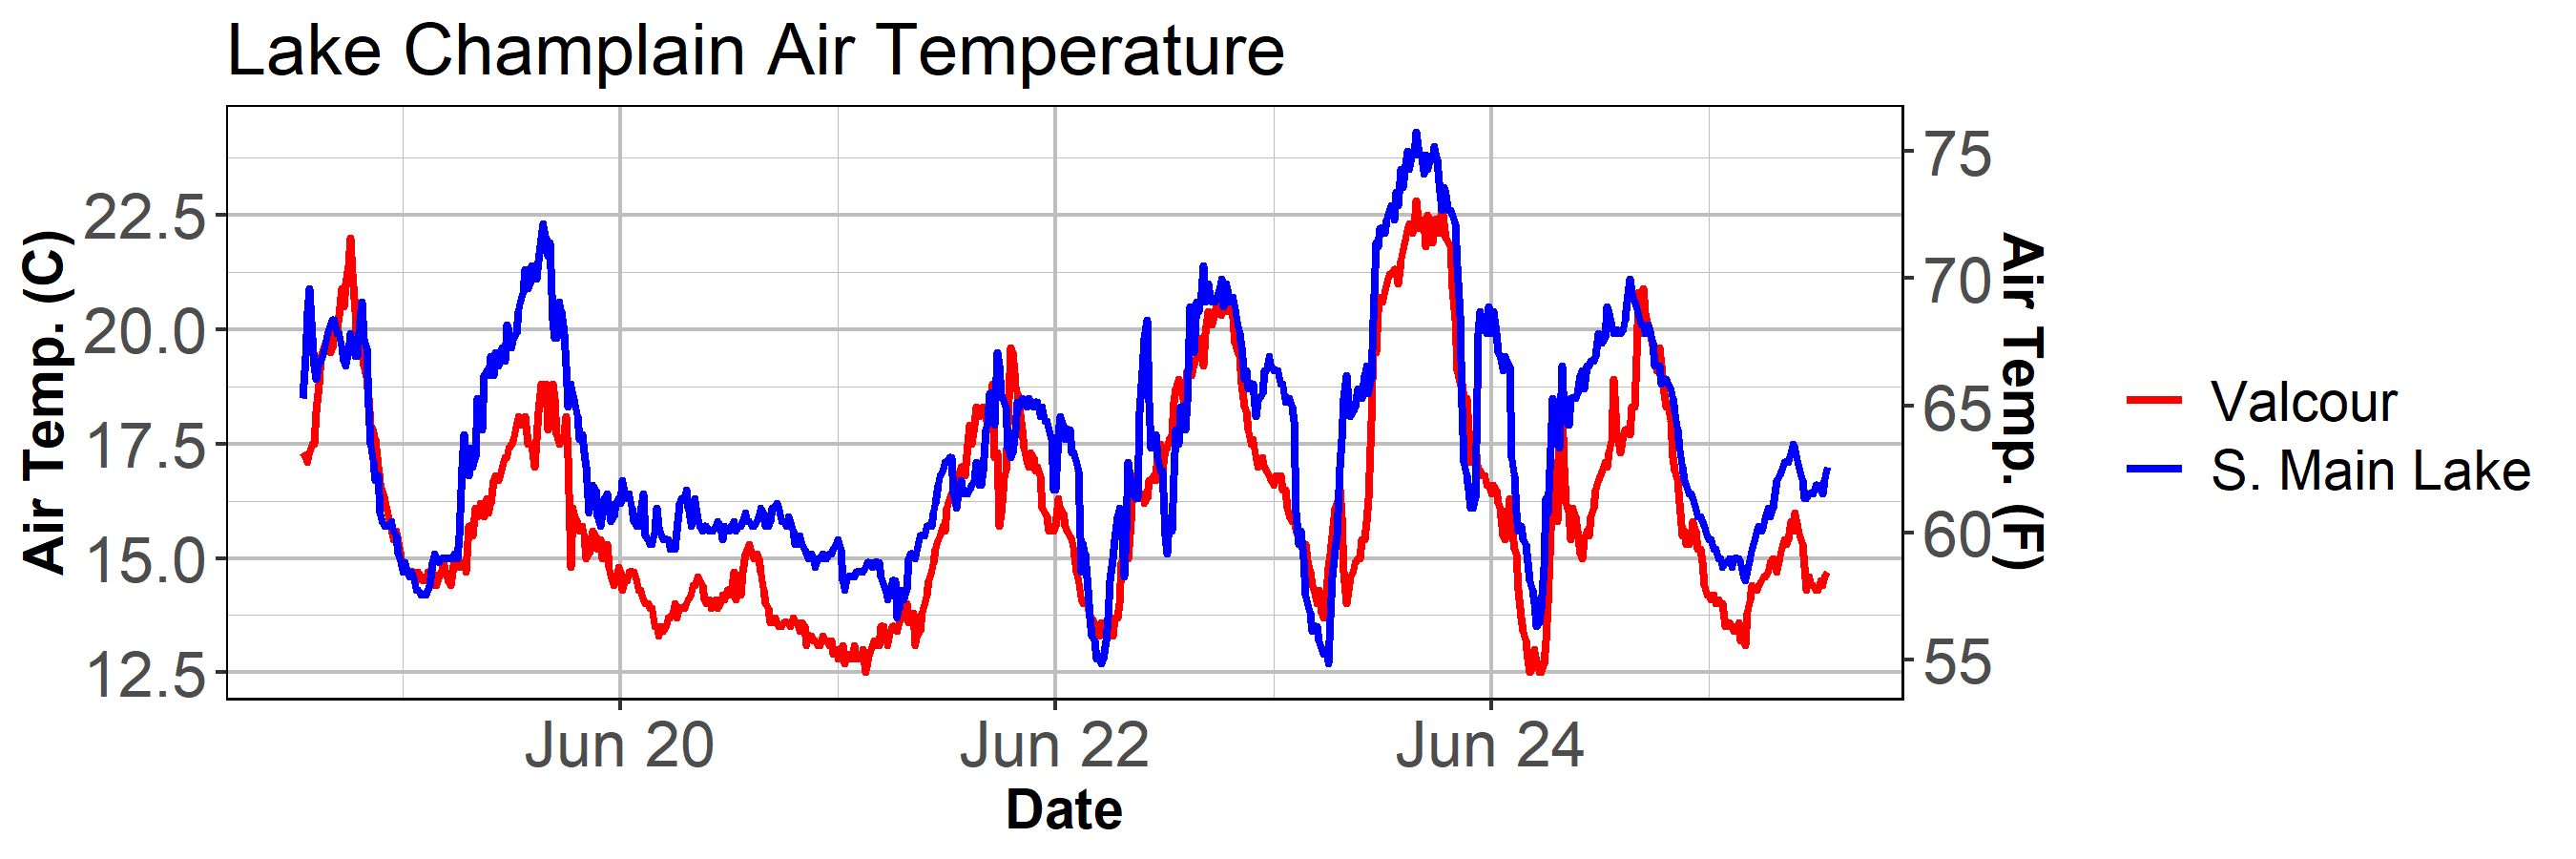 Lake Champlain Air Temperature
Air Temp. (C)
22.5
20.0
17.5
15.0
12.5
75
70
65
60
55
Air Temp. (F)
Jun 20
Jun 22
Jun 24
Date
Valcour
S. Main Lake